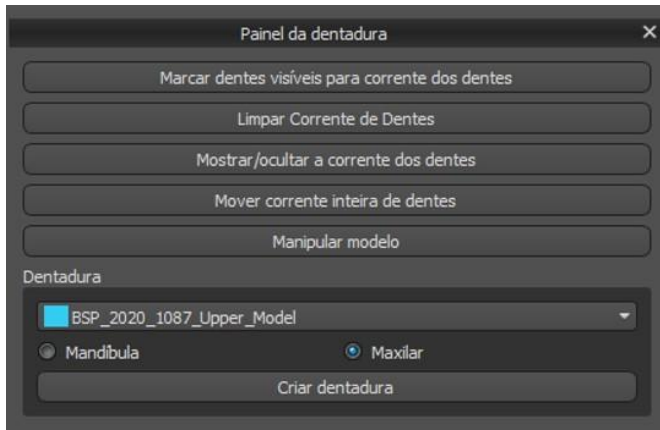 Painel da dentadura
Marcar dentes visíveis para corrente dos dentes
Limpar Corrente de Dentes
Mostrar/ocultar a corrente dos dentes
Mover corrente inteira de dentes
Manipular modelo
Dentadura
BSP_2020_1087_Upper_Model
Mandíbula Maxilar
Criar dentadura